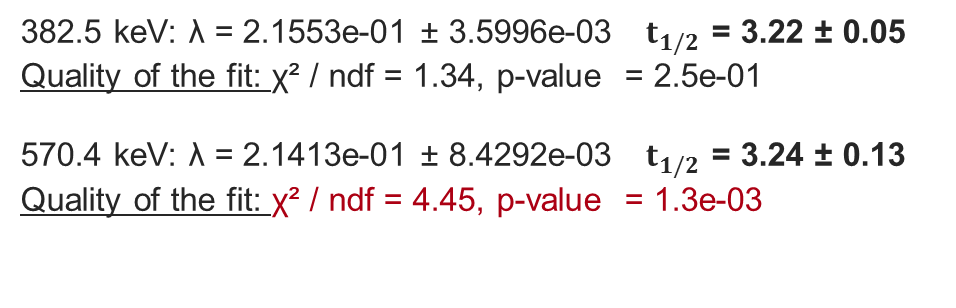 382.5 keV: λ = 2.1553e-01 ± 3.5996e-03 t₁/₂ = 3.22 ± 0.05
Quality of the fit: χ² / ndf = 1.34, p-value = 2.5e-01
570.4 keV: λ = 2.1413e-01 ± 8.4292e-03 t₁/₂ = 3.24 ± 0.13
Quality of the fit: χ² / ndf = 4.45, p-value = 1.3e-03